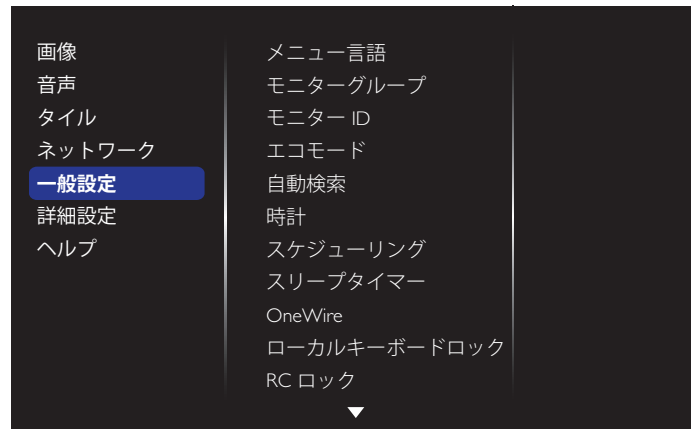 画像
音声
タイル
ネットワーク
一般設定
詳細設定
ヘルプ
メニュー言語
モニターグループ
モニター ID
エコモード
自動検索
時計
スケジューリング
スリープタイマー
OneWire
ローカルキーボードロック
RC ロック